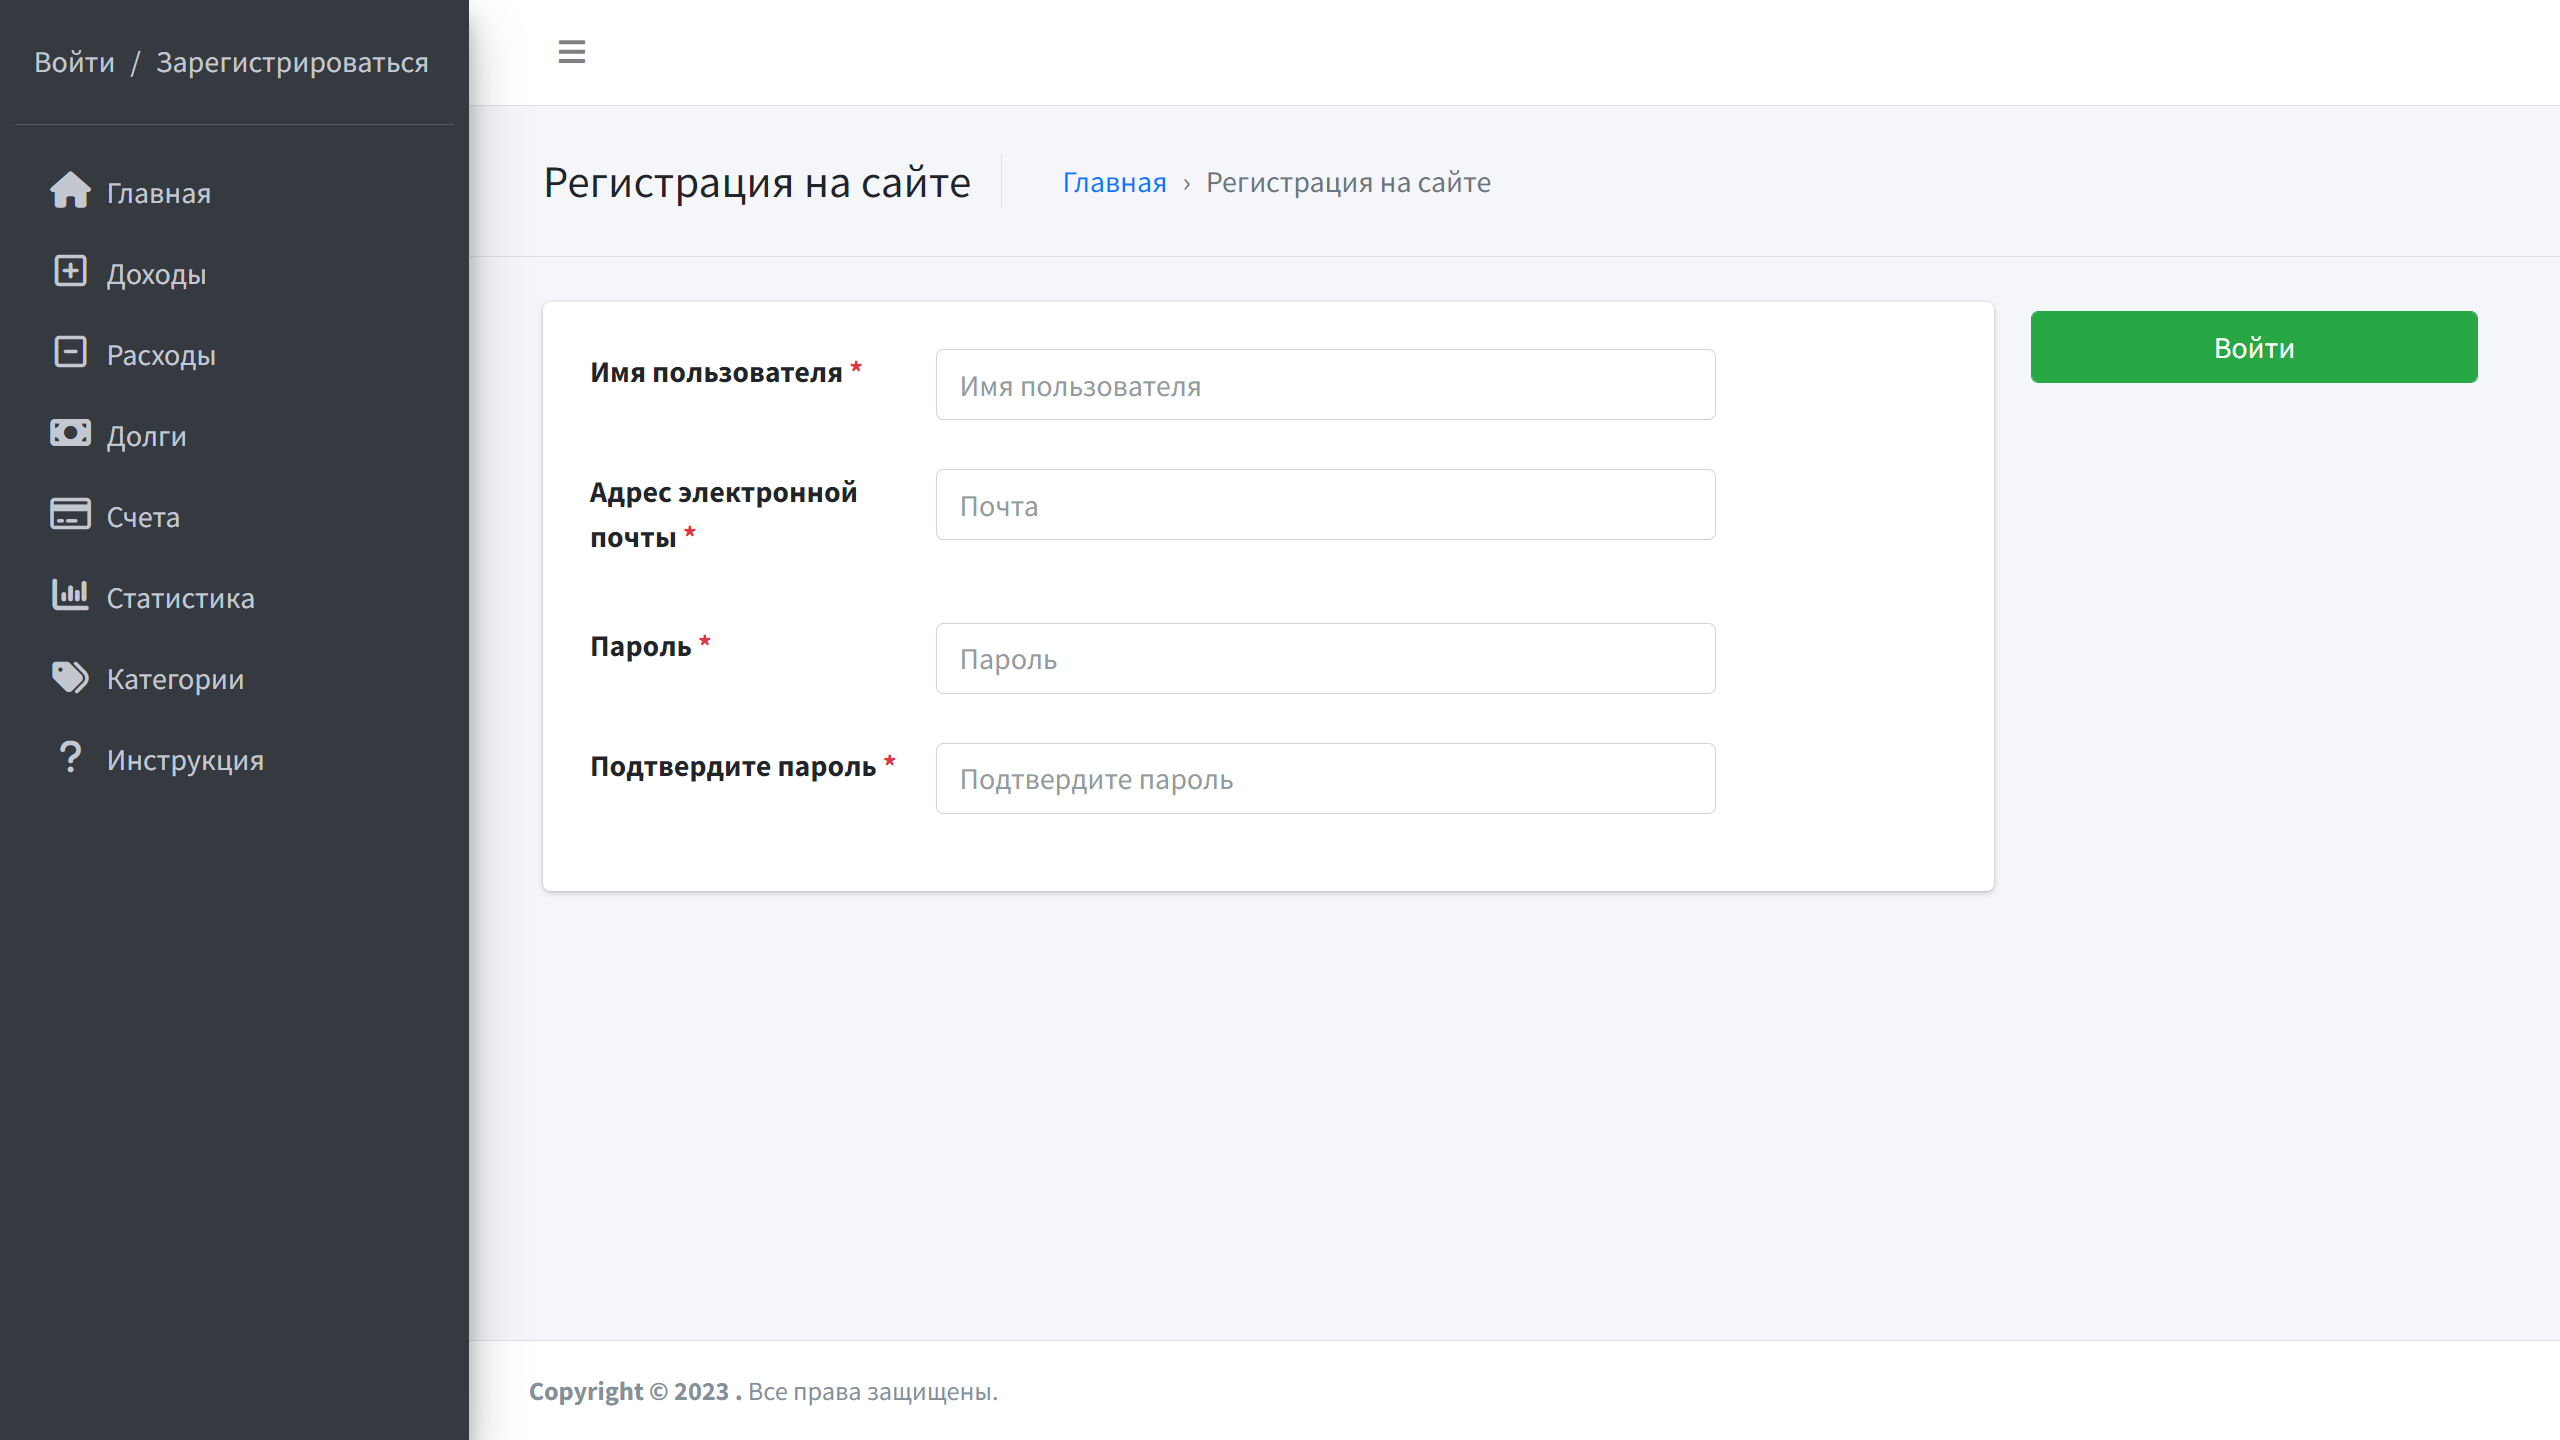 Войти / Зарегистрироваться
Главная
Доходы
Расходы
Долги
Счета
Статистика
Категории
Инструкция
Регистрация на сайте
Главная › Регистрация на сайте
Имя пользователя *
Имя пользователя
Адрес электронной
почты *
Почта
Пароль *
Пароль
Подтвердите пароль *
Подтвердите пароль
Войти
Copyright © 2023 . Все права защищены.